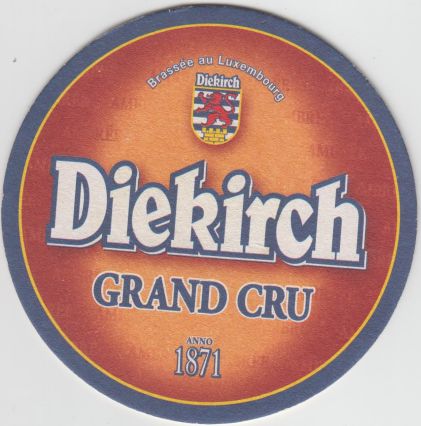 Brassée au Luxembourg
Diekirch
Diekirch
GRAND CRU
ANNO
1871